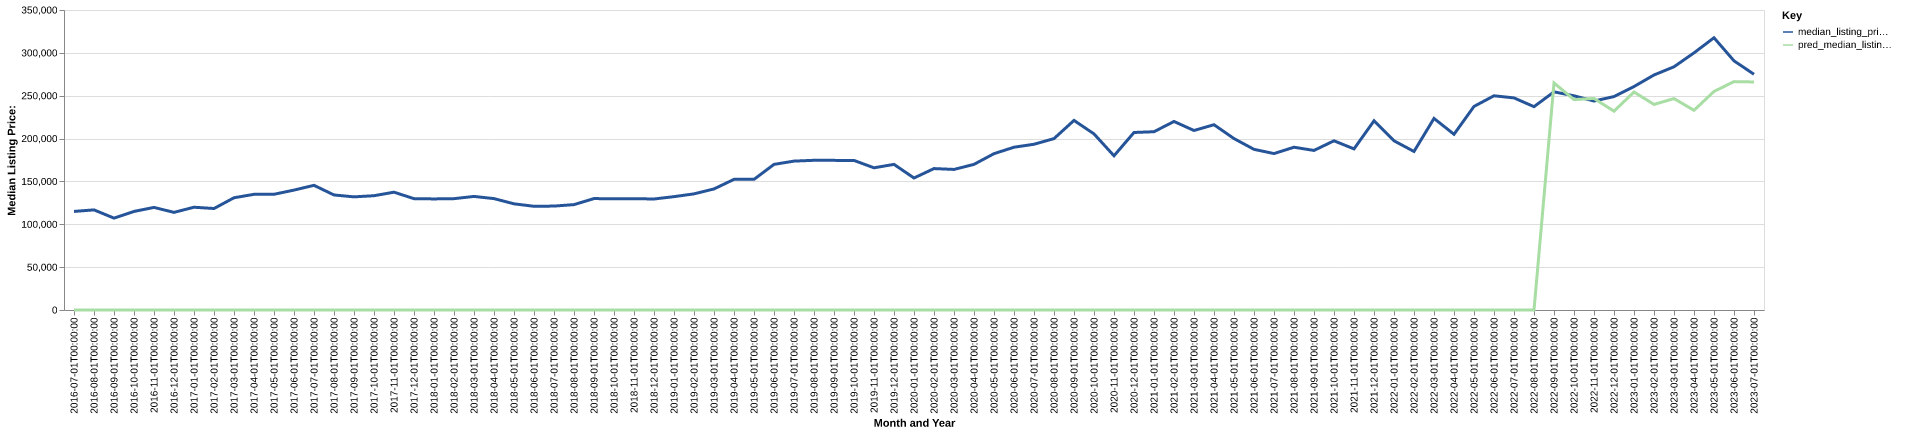 350,000
300,000
250,000
200,000
150,000
100,000
50,000
0
Median Listing Price:
2016-07-01T00:00:00
2016-08-01T00:00:00
2016-09-01T00:00:00
2016-10-01T00:00:00
2016-11-01T00:00:00
2016-12-01T00:00:00
2017-01-01T00:00:00
2017-02-01T00:00:00
2017-03-01T00:00:00
2017-04-01T00:00:00
2017-05-01T00:00:00
2017-06-01T00:00:00
2017-07-01T00:00:00
2017-08-01T00:00:00
2017-09-01T00:00:00
2017-10-01T00:00:00
2017-11-01T00:00:00
2017-12-01T00:00:00
2018-01-01T00:00:00
2018-02-01T00:00:00
2018-03-01T00:00:00
2018-04-01T00:00:00
2018-05-01T00:00:00
2018-06-01T00:00:00
2018-07-01T00:00:00
2018-08-01T00:00:00
2018-09-01T00:00:00
2018-10-01T00:00:00
2018-11-01T00:00:00
2018-12-01T00:00:00
2019-01-01T00:00:00
2019-02-01T00:00:00
2019-03-01T00:00:00
2019-04-01T00:00:00
2019-05-01T00:00:00
2019-06-01T00:00:00
2019-07-01T00:00:00
2019-08-01T00:00:00
2019-09-01T00:00:00
2019-10-01T00:00:00
2019-11-01T00:00:00
2019-12-01T00:00:00
2020-01-01T00:00:00
2020-02-01T00:00:00
2020-03-01T00:00:00
2020-04-01T00:00:00
2020-05-01T00:00:00
2020-06-01T00:00:00
2020-07-01T00:00:00
2020-08-01T00:00:00
2020-09-01T00:00:00
2020-10-01T00:00:00
2020-11-01T00:00:00
2020-12-01T00:00:00
2021-01-01T00:00:00
2021-02-01T00:00:00
2021-03-01T00:00:00
2021-04-01T00:00:00
2021-05-01T00:00:00
2021-06-01T00:00:00
2021-07-01T00:00:00
2021-08-01T00:00:00
2021-09-01T00:00:00
2021-10-01T00:00:00
2021-11-01T00:00:00
2021-12-01T00:00:00
2022-01-01T00:00:00
2022-02-01T00:00:00
2022-03-01T00:00:00
2022-04-01T00:00:00
2022-05-01T00:00:00
2022-06-01T00:00:00
2022-07-01T00:00:00
2022-08-01T00:00:00
2022-09-01T00:00:00
2022-10-01T00:00:00
2022-11-01T00:00:00
2022-12-01T00:00:00
2023-01-01T00:00:00
2023-02-01T00:00:00
2023-03-01T00:00:00
2023-04-01T00:00:00
2023-05-01T00:00:00
2023-06-01T00:00:00
2023-07-01T00:00:00
Month and Year
Key
median_listing_pri…
pred_median_listin…